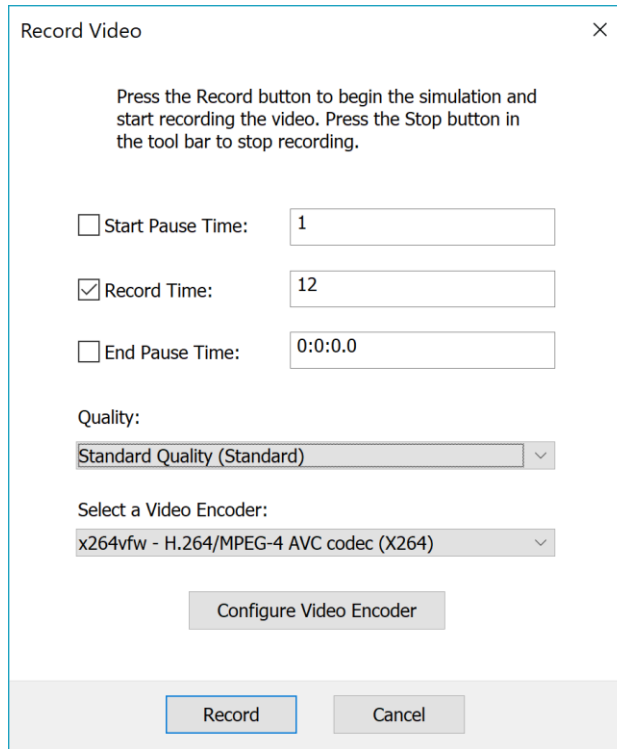 Record Video
Press the Record button to begin the simulation and
start recording the video. Press the Stop button in
the tool bar to stop recording.
Start Pause Time: 1
Record Time: 12
End Pause Time: 0:0:0.0
Quality:
Standard Quality (Standard)
Select a Video Encoder:
x264vfw - H.264/MPEG-4 AVC codec (X264)
Configure Video Encoder
Record Cancel